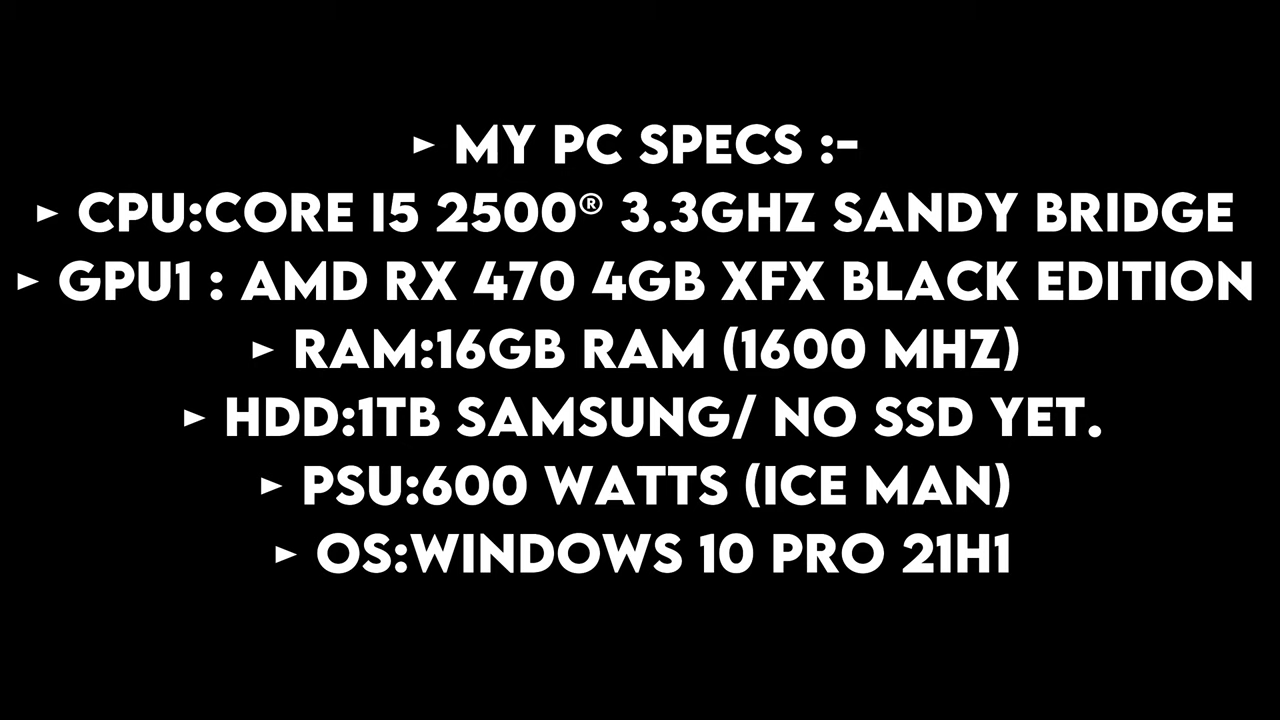 ▸ MY PC SPECS :-
▸ CPU:CORE I5 2500® 3.3GHZ SANDY BRIDGE
▸ GPU1 : AMD RX 470 4GB XFX BLACK EDITION
▸ RAM:16GB RAM (1600 MHZ)
▸ HDD:1TB SAMSUNG/ NO SSD YET.
▸ PSU:600 WATTS (ICE MAN)
▸ OS:WINDOWS 10 PRO 21H1